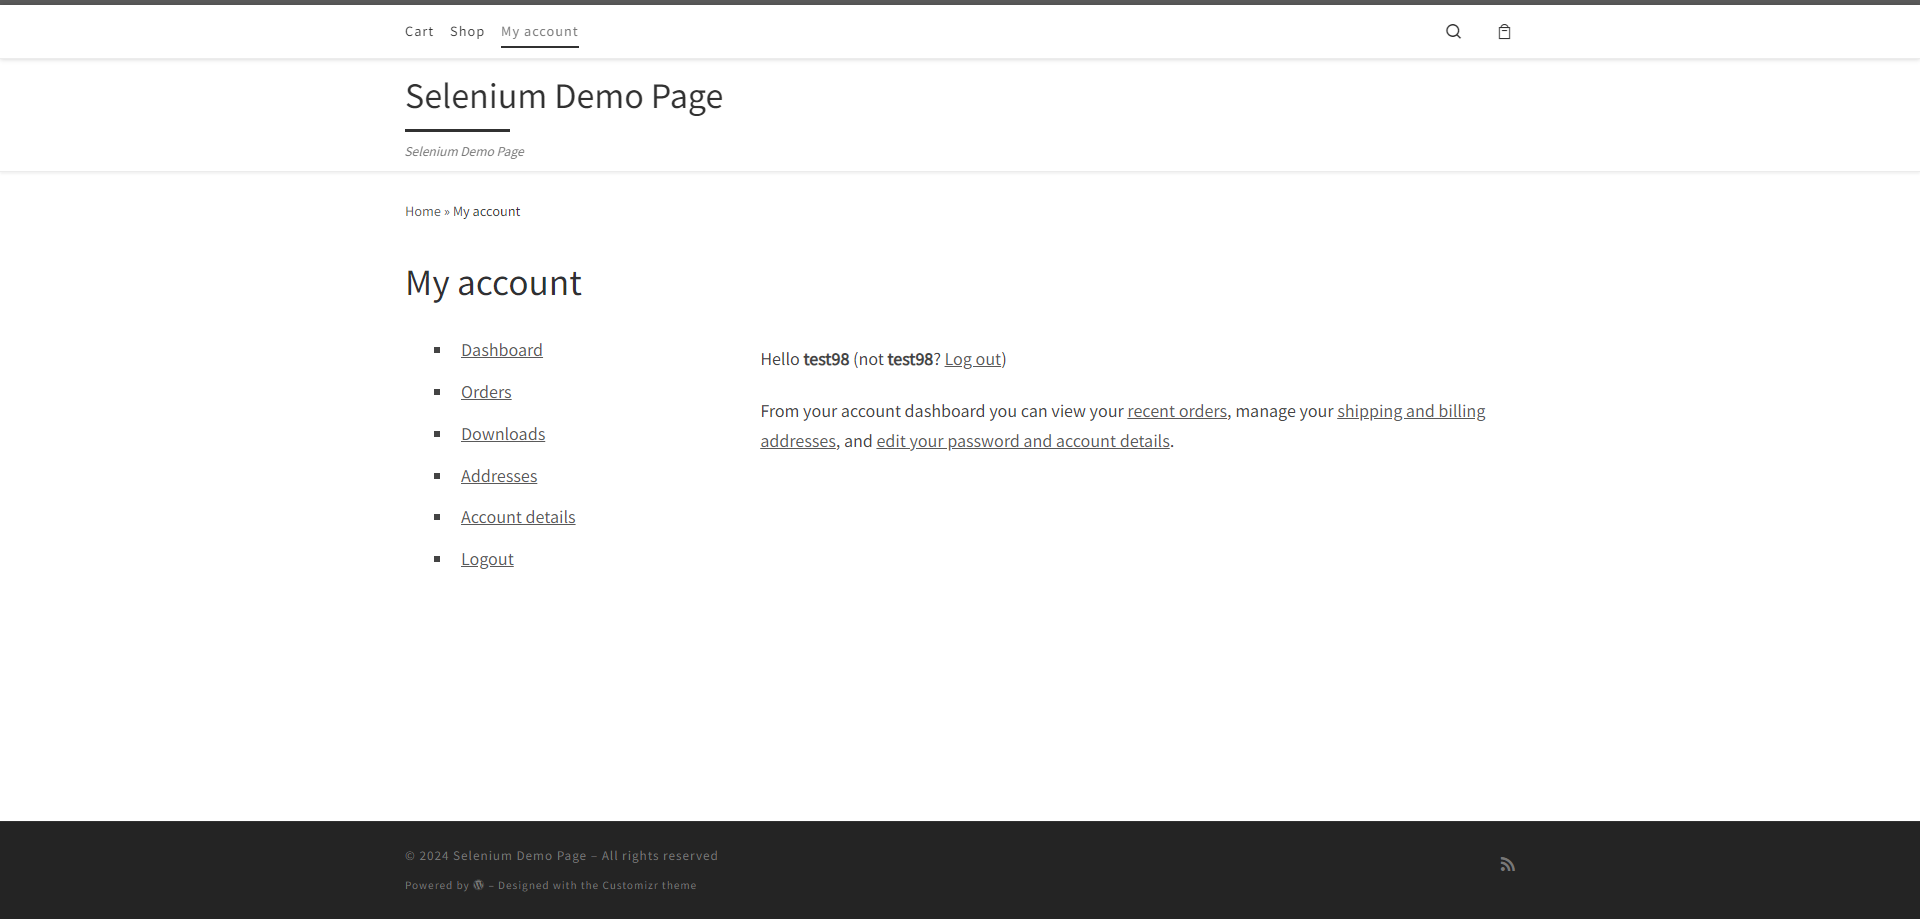 Cart Shop My account
Selenium Demo Page
Selenium Demo Page
Home » My account
My account
Dashboard
Orders
Downloads
Addresses
Account details
Logout
Hello test98 (not test98? Log out)
From your account dashboard you can view your recent orders, manage your shipping and billing
addresses, and edit your password and account details.
© 2024 Selenium Demo Page – All rights reserved
Powered by – Designed with the Customizr theme